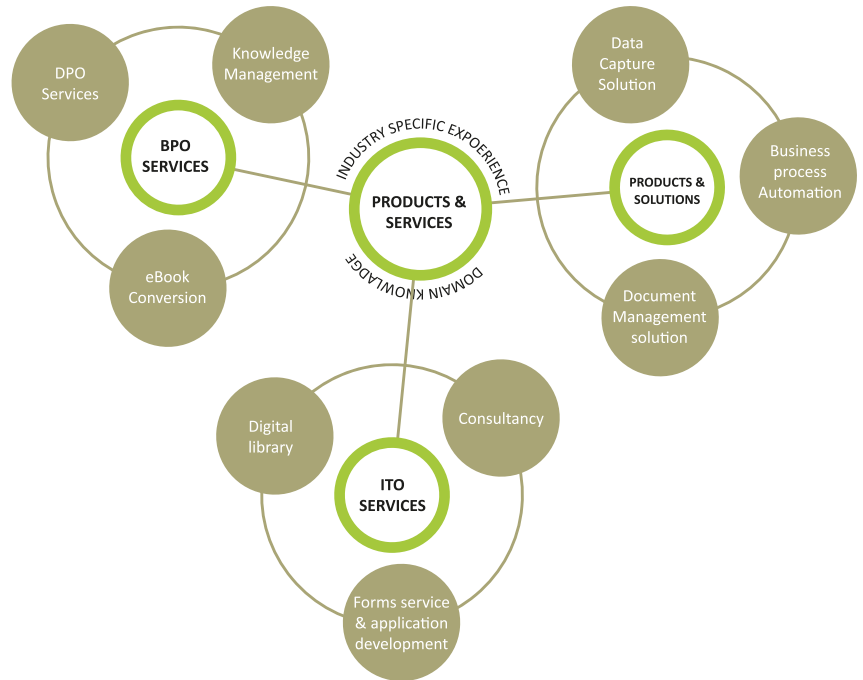 DPO
Services
Knowledge
Management
BPO
SERVICES
eBook
Conversion
INDUSTRY SPECIFIC EXPOERIENCE
PRODUCTS &
SERVICES
DOMAIN KNOWLADGE
Data
Capture
Solution
Business
process
Automation
PRODUCTS &
SOLUTIONS
Document
Management
solution
Digital
library
Consultancy
ITO
SERVICES
Forms service
& application
development